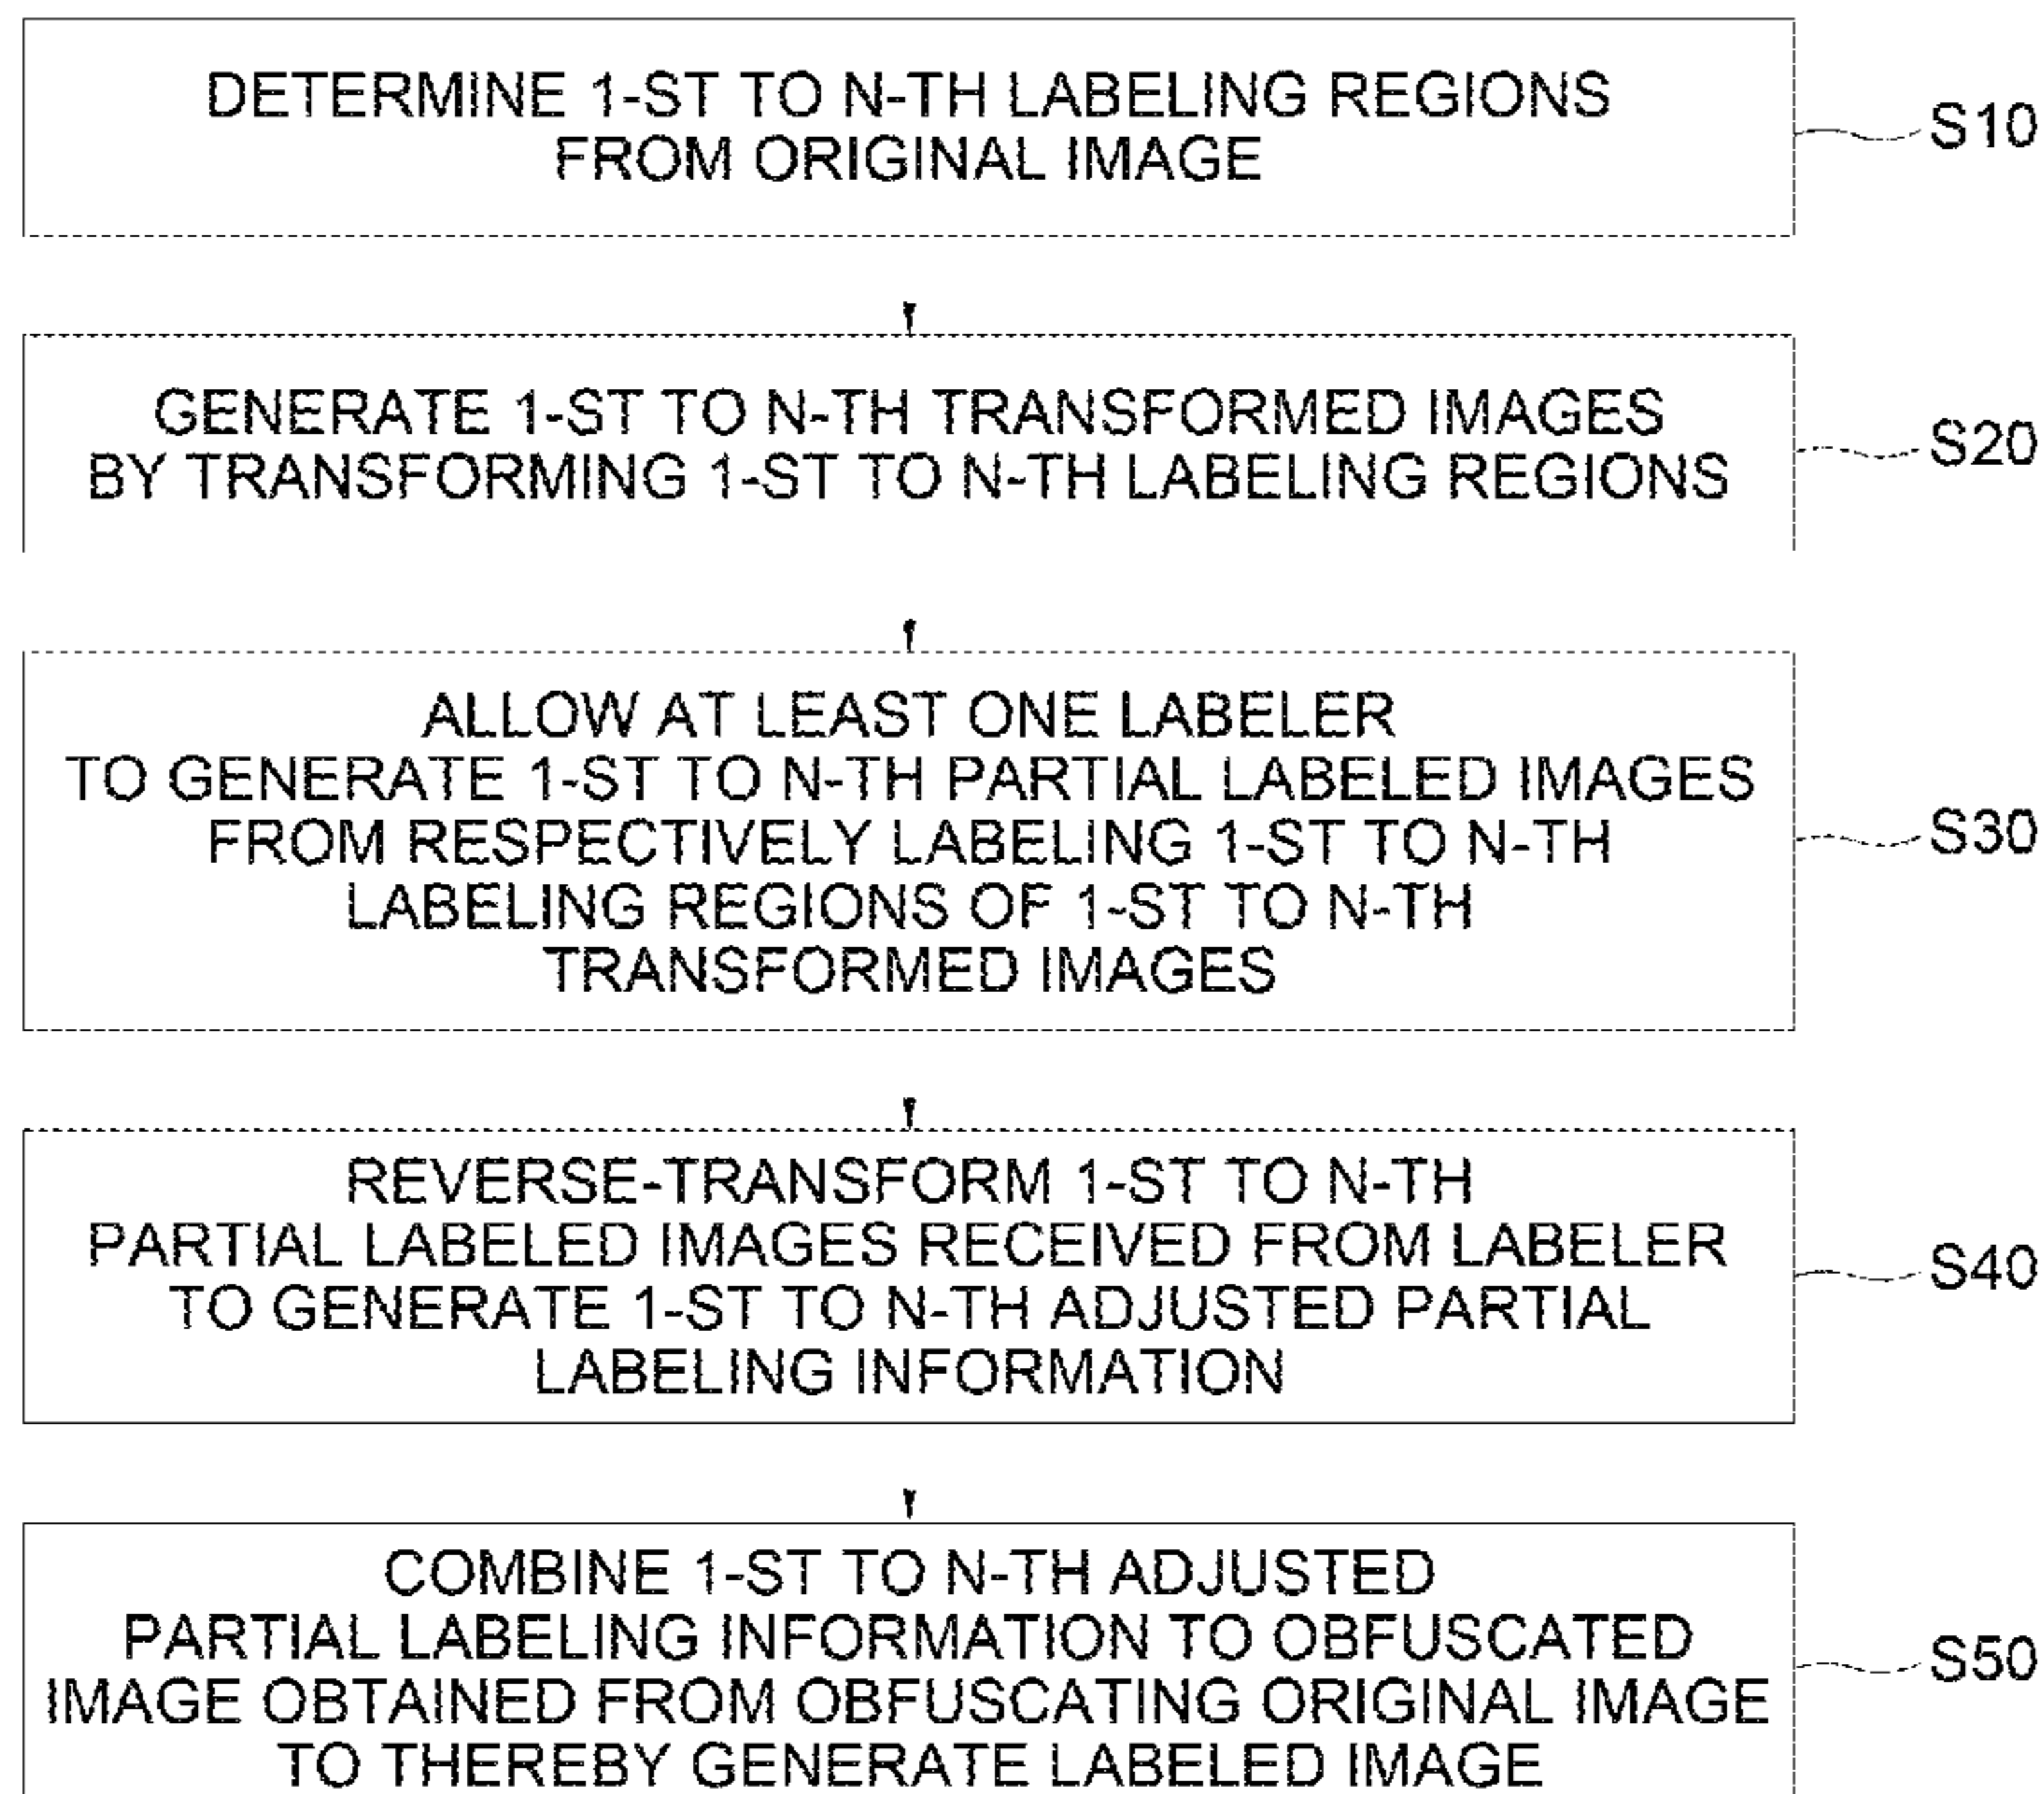 DETERMINE 1-ST TO N-TH LABELING REGIONS
FROM ORIGINAL IMAGE
S10
GENERATE 1-ST TO N-TH TRANSFORMED IMAGES
BY TRANSFORMING 1-ST TO N-TH LABELING REGIONS
S20
ALLOW AT LEAST ONE LABELER
TO GENERATE 1-ST TO N-TH PARTIAL LABELED IMAGES
FROM RESPECTIVELY LABELING 1-ST TO N-TH
LABELING REGIONS OF 1-ST TO N-TH
TRANSFORMED IMAGES
S30
REVERSE-TRANSFORM 1-ST TO N-TH
PARTIAL LABELED IMAGES RECEIVED FROM LABELER
TO GENERATE 1-ST TO N-TH ADJUSTED PARTIAL
LABELING INFORMATION
S40
COMBINE 1-ST TO N-TH ADJUSTED
PARTIAL LABELING INFORMATION TO OBFUSCATED
IMAGE OBTAINED FROM OBFUSCATING ORIGINAL IMAGE
TO THEREBY GENERATE LABELED IMAGE
S50